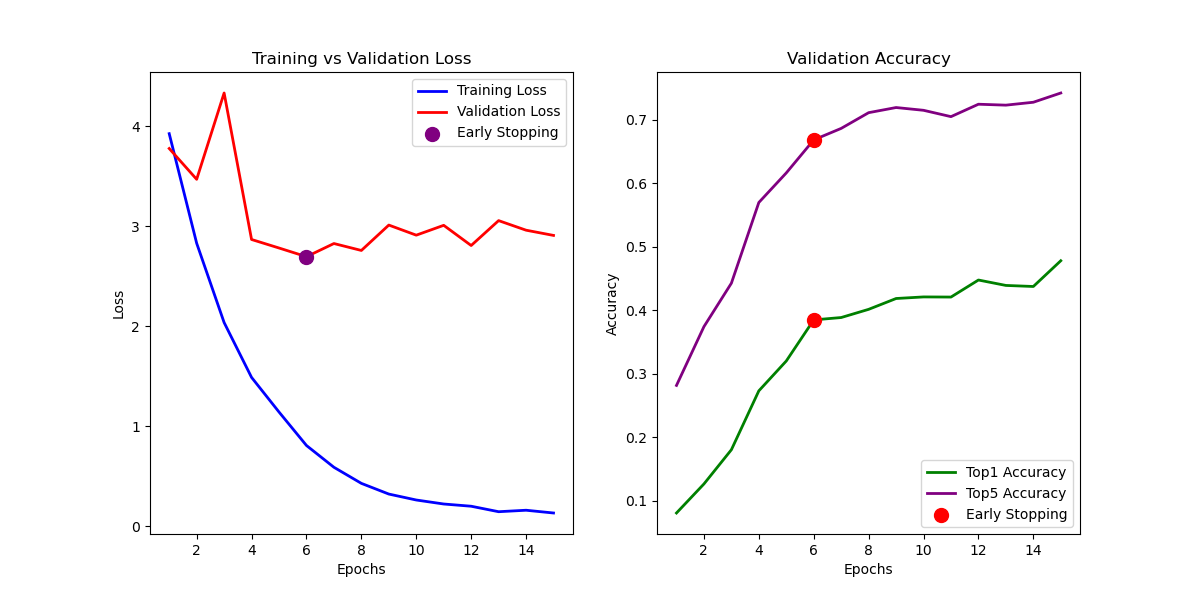 Training vs Validation Loss
Training Loss
Validation Loss
Early Stopping
Loss
4
3
2
1
0
2 4 6 8 10 12 14
Epochs
Validation Accuracy
Accuracy
0.7
0.6
0.5
0.4
0.3
0.2
0.1
Top1 Accuracy
Top5 Accuracy
Early Stopping
2 4 6 8 10 12 14
Epochs